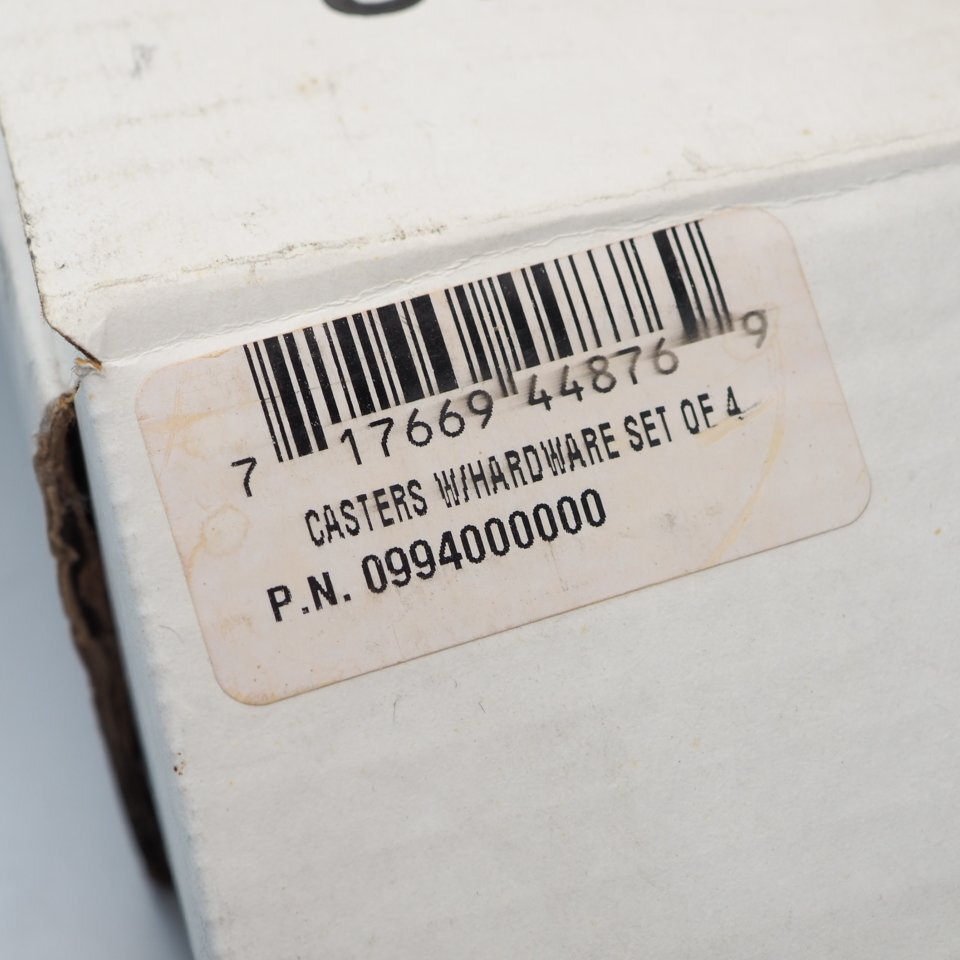 7 17669 44876 9
CASTERS W/HARDWARE SET OF 4
P.N. 0994000000